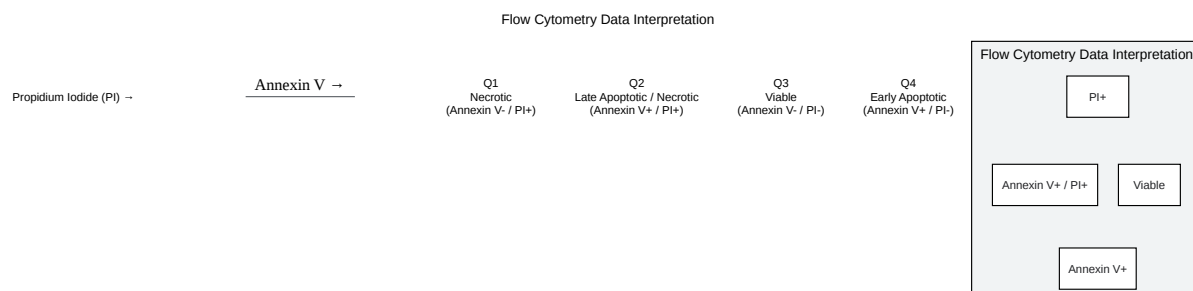 Flow Cytometry Data Interpretation
Propidium Iodide (PI) →
Annexin V →
Q1
Necrotic
(Annexin V- / PI+)
Q2
Late Apoptotic / Necrotic
(Annexin V+ / PI+)
Q3
Viable
(Annexin V- / PI-)
Q4
Early Apoptotic
(Annexin V+ / PI-)
Flow Cytometry Data Interpretation
PI+
Annexin V+ / PI+
Viable
Annexin V+